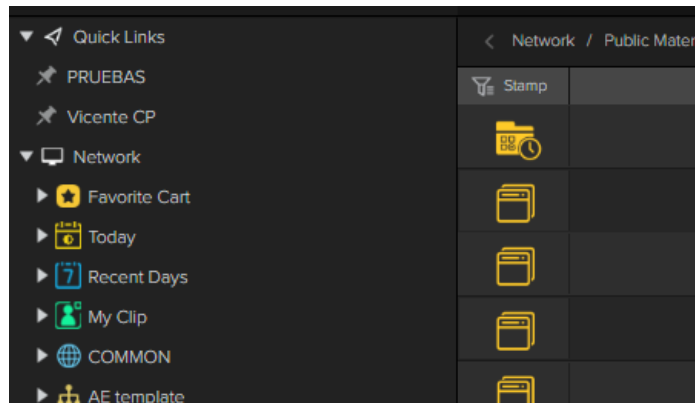 Quick Links
PRUEBAS
Vicente CP
Network
Favorite Cart
Today
7 Recent Days
My Clip
COMMON
AE template
Network / Public Mater
Stamp